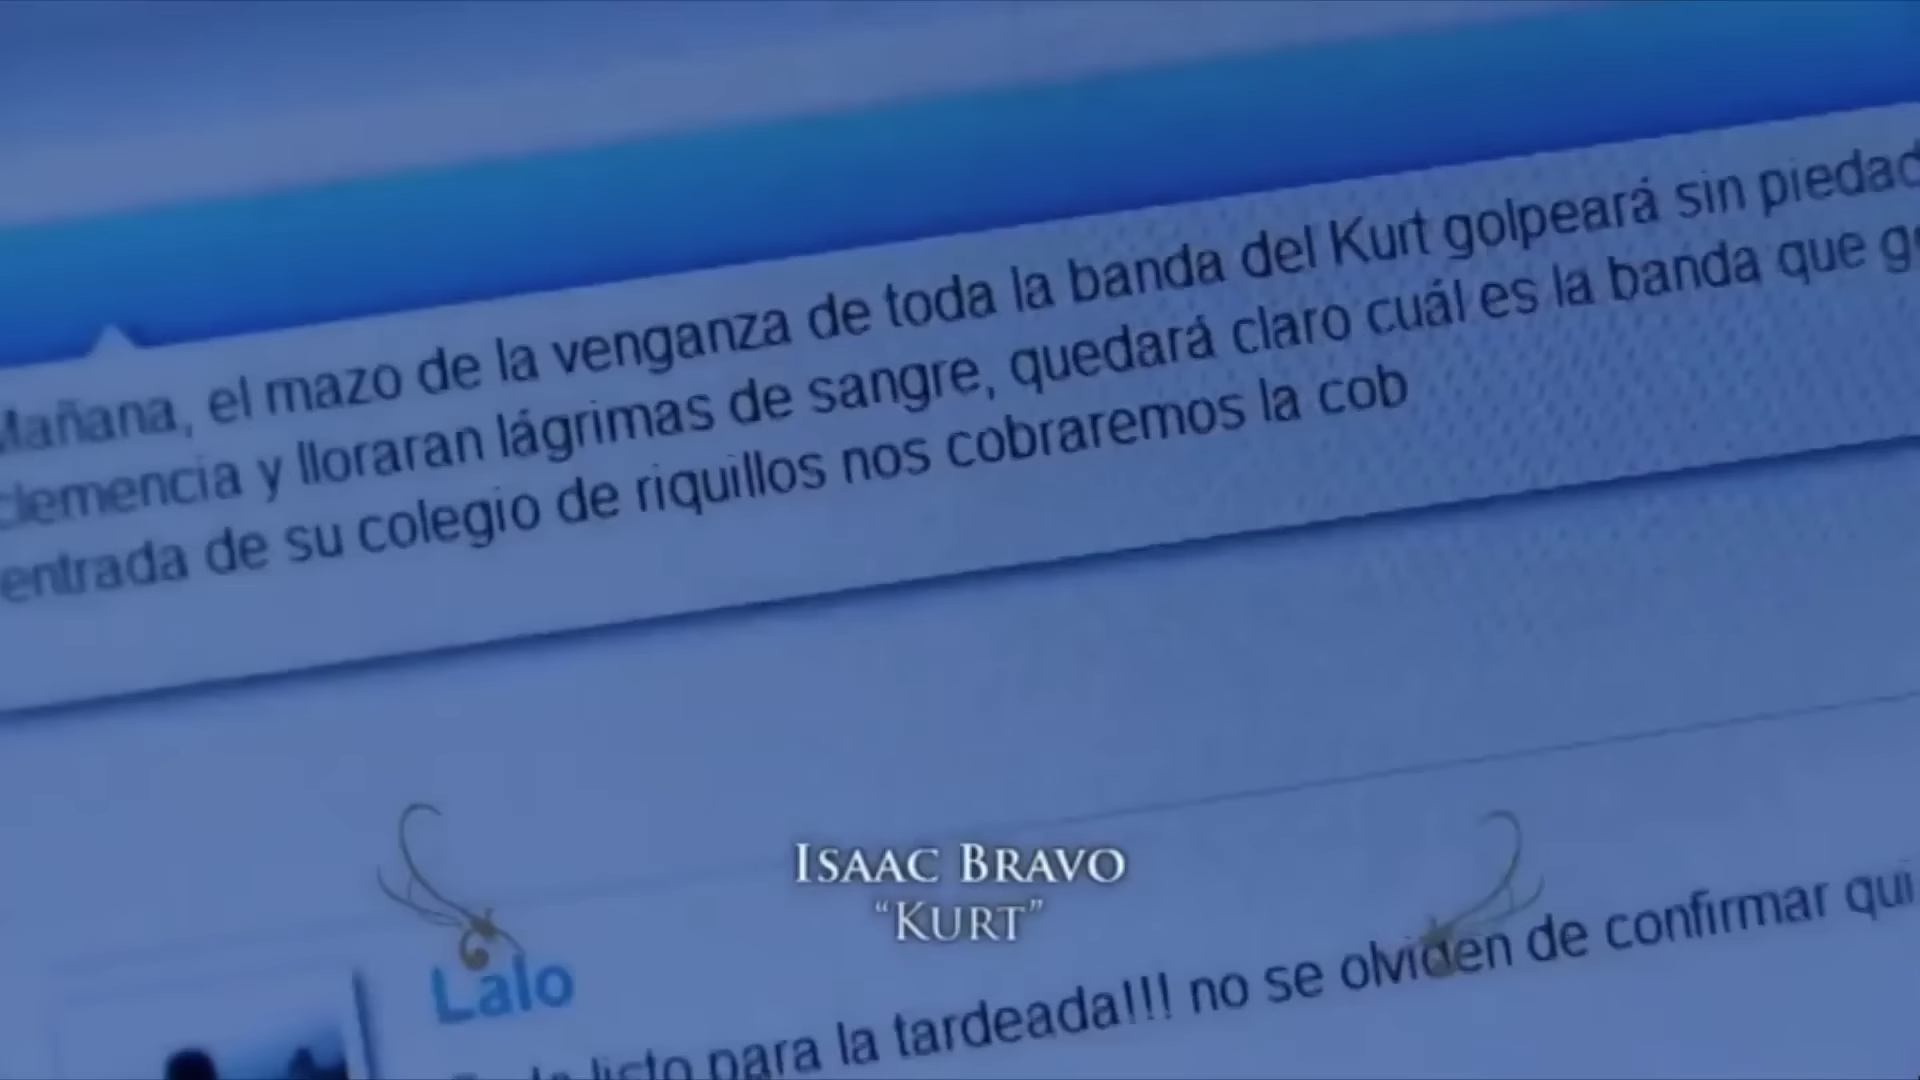 Mañana, el mazo de la venganza de toda la banda del Kurt golpeará sin piedad
clemencia y lloraran lágrimas de sangre, quedará claro cuál es la banda que
entrada de su colegio de riquillos nos cobraremos la cob
ISAAC BRAVO
“KURT”
Lalo
listo para la tardeada!!! no se olviden de confirmar